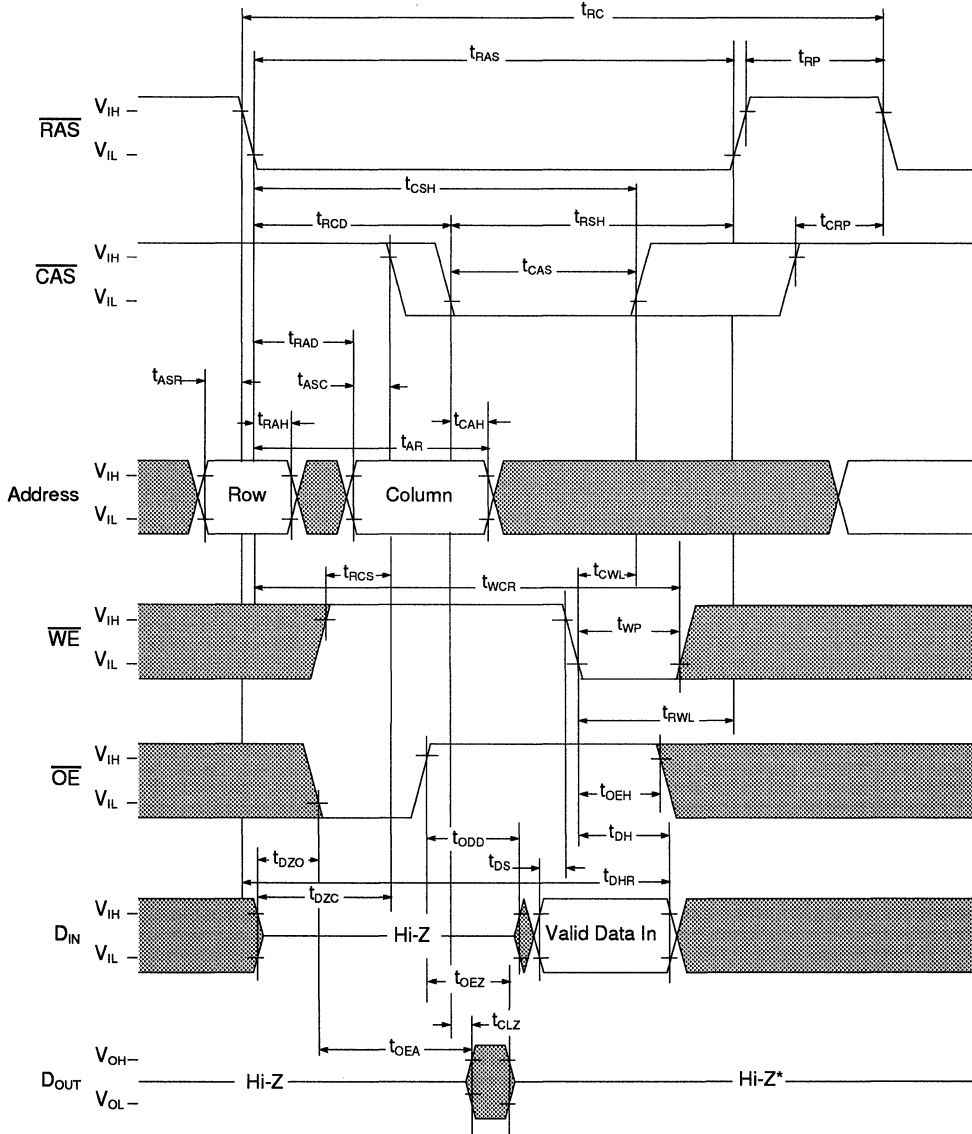 tRC
tRAS
tRP
VIH
RAS
VIL
tCSH
tRCD
tRSH
tCRP
VIH
CAS
tCAS
VIL
tRAD
tASR
tASC
tRAH
tCAH
tAR
VIH
Address
Row
Column
VIL
tRCS
tWCR
tCWL
VIH
WE
tWP
VIL
tRWL
VIH
OE
VIL
tOEH
tODD
tDH
tDZO
tDS
tDHR
tDZC
VIH
DIN
Hi-Z
Valid Data In
VIL
tOEZ
tCLZ
tOEA
VOH
DOUT
Hi-Z
Hi-Z*
VOL